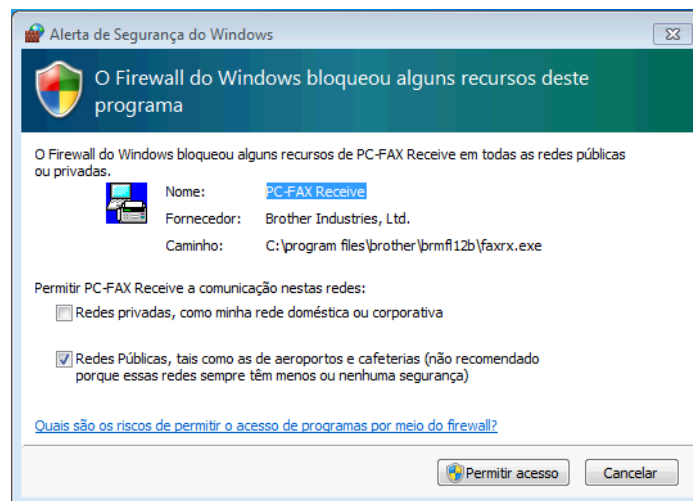 Alerta de Segurança do Windows
O Firewall do Windows bloqueou alguns recursos deste
programa
O Firewall do Windows bloqueou alguns recursos de PC-FAX Receive em todas as redes públicas
ou privadas.
Nome: PC-FAX Receive
Fornecedor: Brother Industries, Ltd.
Caminho: C:\program files\brother\brmfl12b\faxrx.exe
Permitir PC-FAX Receive a comunicação nestas redes:
Redes privadas, como minha rede doméstica ou corporativa
Redes Públicas, tais como as de aeroportos e cafeterias (não recomendado
porque essas redes sempre têm menos ou nenhuma segurança)
Quais são os riscos de permitir o acesso de programas por meio do firewall?
Permitir acesso Cancelar